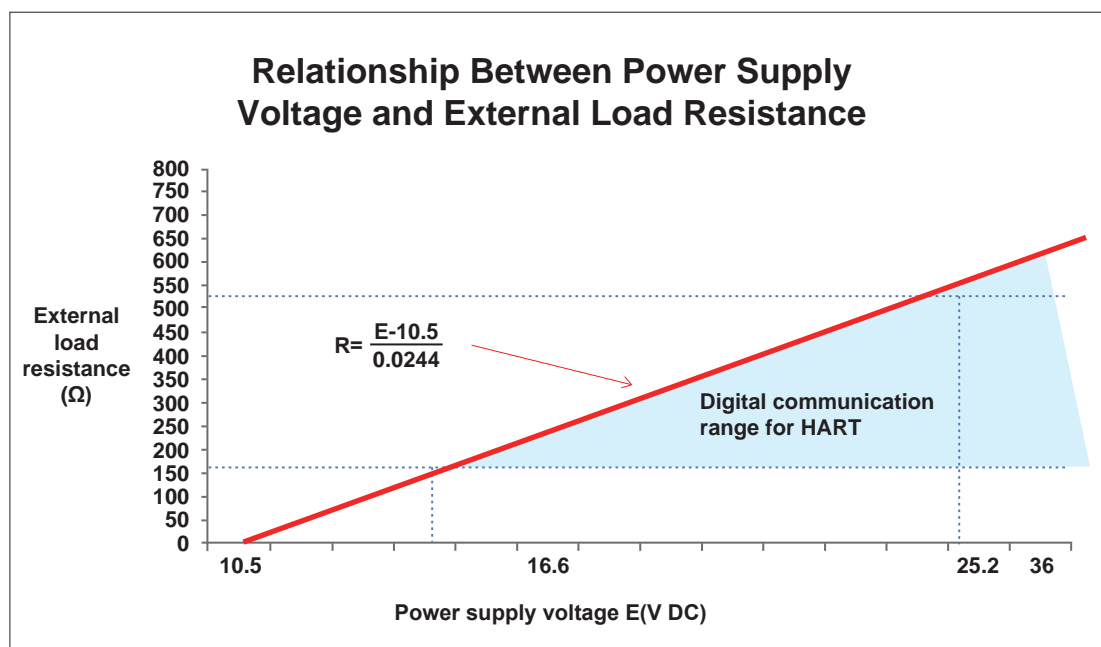 Relationship Between Power Supply
Voltage and External Load Resistance
800
750
700
650
600
550
500
450
400
350
300
250
200
150
100
50
0
External
load
resistance
(Ω)
R= E-10.5
0.0244
Digital communication
range for HART
10.5 16.6 25.2 36
Power supply voltage E(V DC)